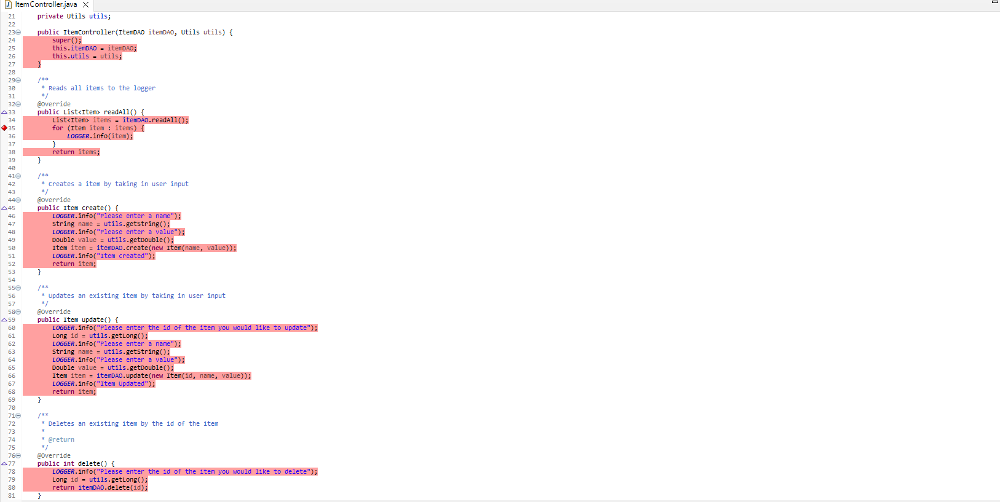 ItemController.java
21 private Utils utils;
22
23 public ItemController(ItemDAO itemDAO, Utils utils) {
24 super();
25 this.itemDAO = itemDAO;
26 this.utils = utils;
27 }
28
29 /**
30 * Reads all items to the logger
31 */
32 @Override
33 public List<Item> readAll() {
34 List<Item> items = itemDAO.readAll();
35 for (Item item : items) {
36 LOGGER.info(item);
37 }
38 return items;
39 }
40
41 /**
42 * Creates a item by taking in user input
43 */
44 @Override
45 public Item create() {
46 LOGGER.info("Please enter a name");
47 String name = utils.getString();
48 LOGGER.info("Please enter a value");
49 Double value = utils.getDouble();
50 Item item = itemDAO.create(new Item(name, value));
51 LOGGER.info("Item created");
52 return item;
53 }
54
55 /**
56 * Updates an existing item by taking in user input
57 */
58 @Override
59 public Item update() {
60 LOGGER.info("Please enter the id of the item you would like to update");
61 Long id = utils.getLong();
62 LOGGER.info("Please enter a name");
63 String name = utils.getString();
64 LOGGER.info("Please enter a value");
65 Double value = utils.getDouble();
66 Item item = itemDAO.update(new Item(id, name, value));
67 LOGGER.info("Item Updated");
68 return item;
69 }
70
71 /**
72 * Deletes an existing item by the id of the item
73 *
74 * @return
75 */
76 @Override
77 public int delete() {
78 LOGGER.info("Please enter the id of the item you would like to delete");
79 Long id = utils.getLong();
80 return itemDAO.delete(id);
81 }